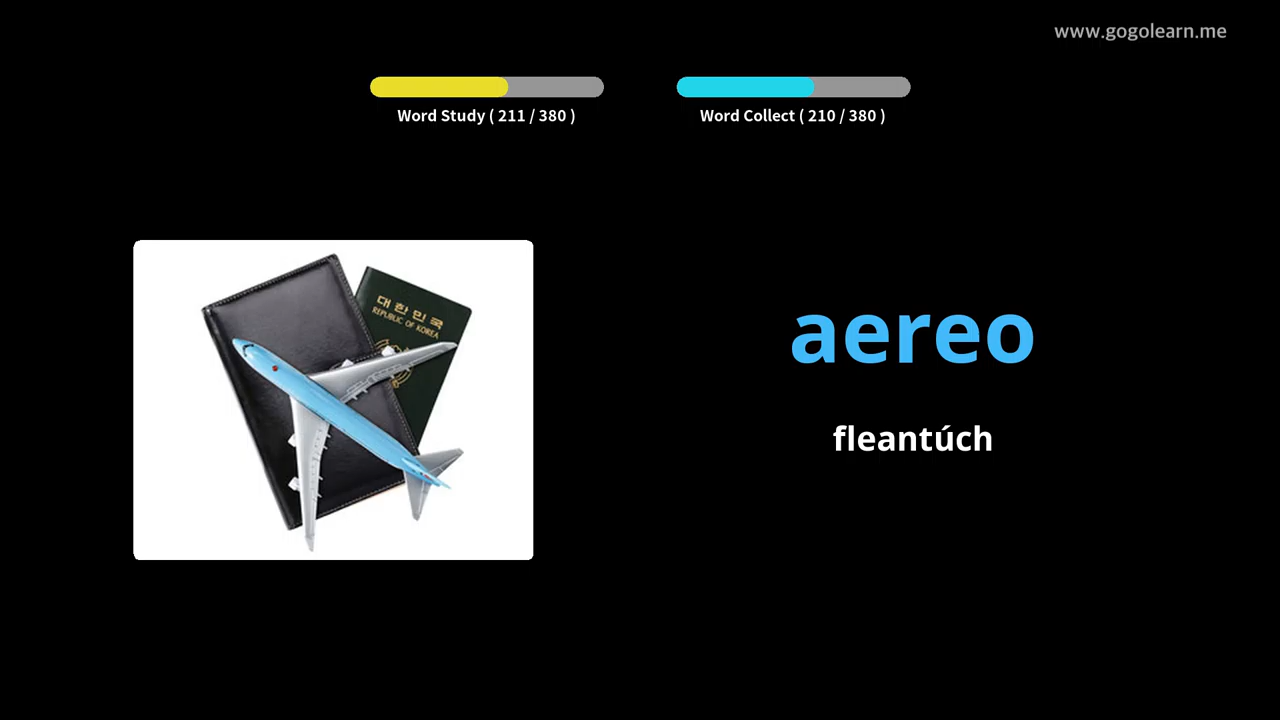 www.gogolearn.me
Word Study ( 211 / 380 )
Word Collect ( 210 / 380 )
대한민국
REPUBLIC OF KOREA
aereo
fleantúch